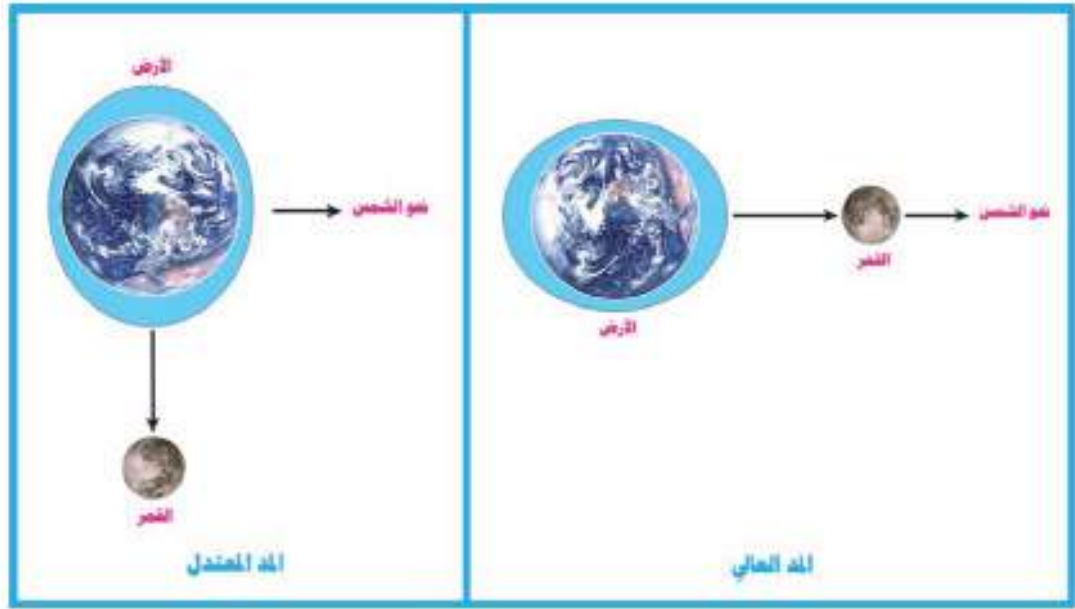 الأرض
نحو الشمس
القمر
المد العالي
الأرض
نحو الشمس
القمر
المد المعتدل